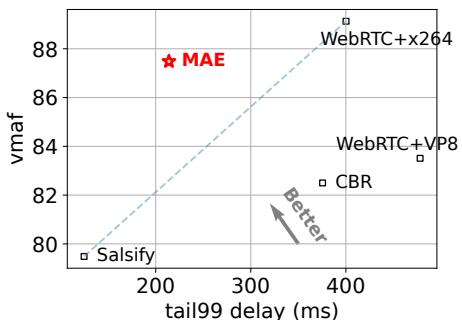 88
86
84
82
80
vmaf
WebRTC+x264
MAE
WebRTC+VP8
CBR
Better
Salsify
200
300
400
tail99 delay (ms)